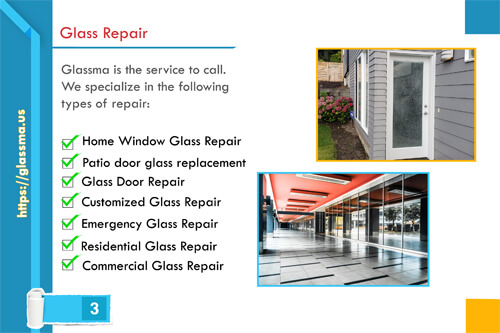 Glass Repair
Glassma is the service to call.
We specialize in the following
types of repair:
Home Window Glass Repair
Patio door glass replacement
Glass Door Repair
Customized Glass Repair
Emergency Glass Repair
Residential Glass Repair
Commercial Glass Repair
https://glassma.us
3